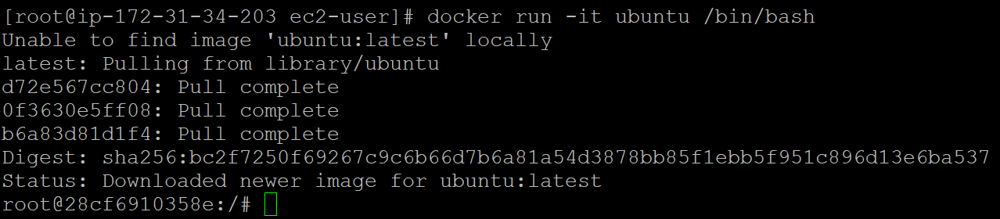 [root@ip-172-31-34-203 ec2-user]# docker run -it ubuntu /bin/bash
Unable to find image 'ubuntu:latest' locally
latest: Pulling from library/ubuntu
d72e567cc804: Pull complete
0f3630e5ff08: Pull complete
b6a83d81d1f4: Pull complete
Digest: sha256:bc2f7250f69267c9c6b66d7b6a81a54d3878bb85f1ebb5f951c896d13e6ba537
Status: Downloaded newer image for ubuntu:latest
root@28cf6910358e:/#